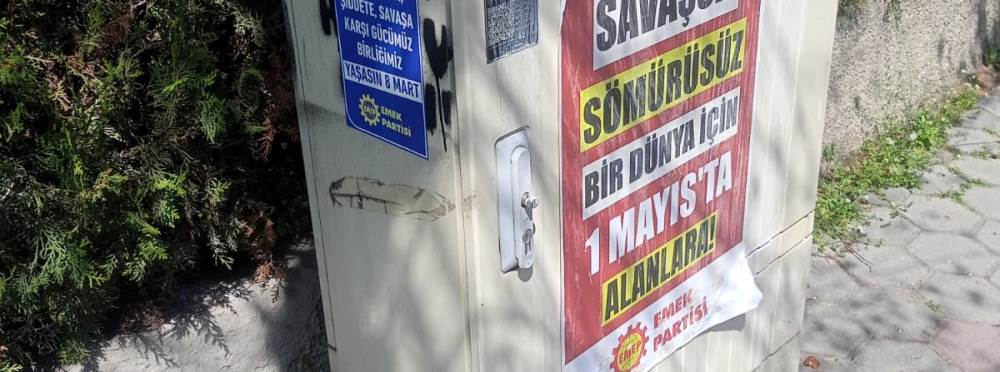 ŞİDDETE, SAVAŞA
KARŞI GÜCÜMÜZ
BİRLİĞİMİZ
YAŞASIN 8 MART
EMEP
EMEK
PARTİSİ
SÖMÜRÜSÜZ
BİR DÜNYA İÇİN
1 MAYIS'TA
ALANLARA!
EMEP
EMEK
PARTİSİ